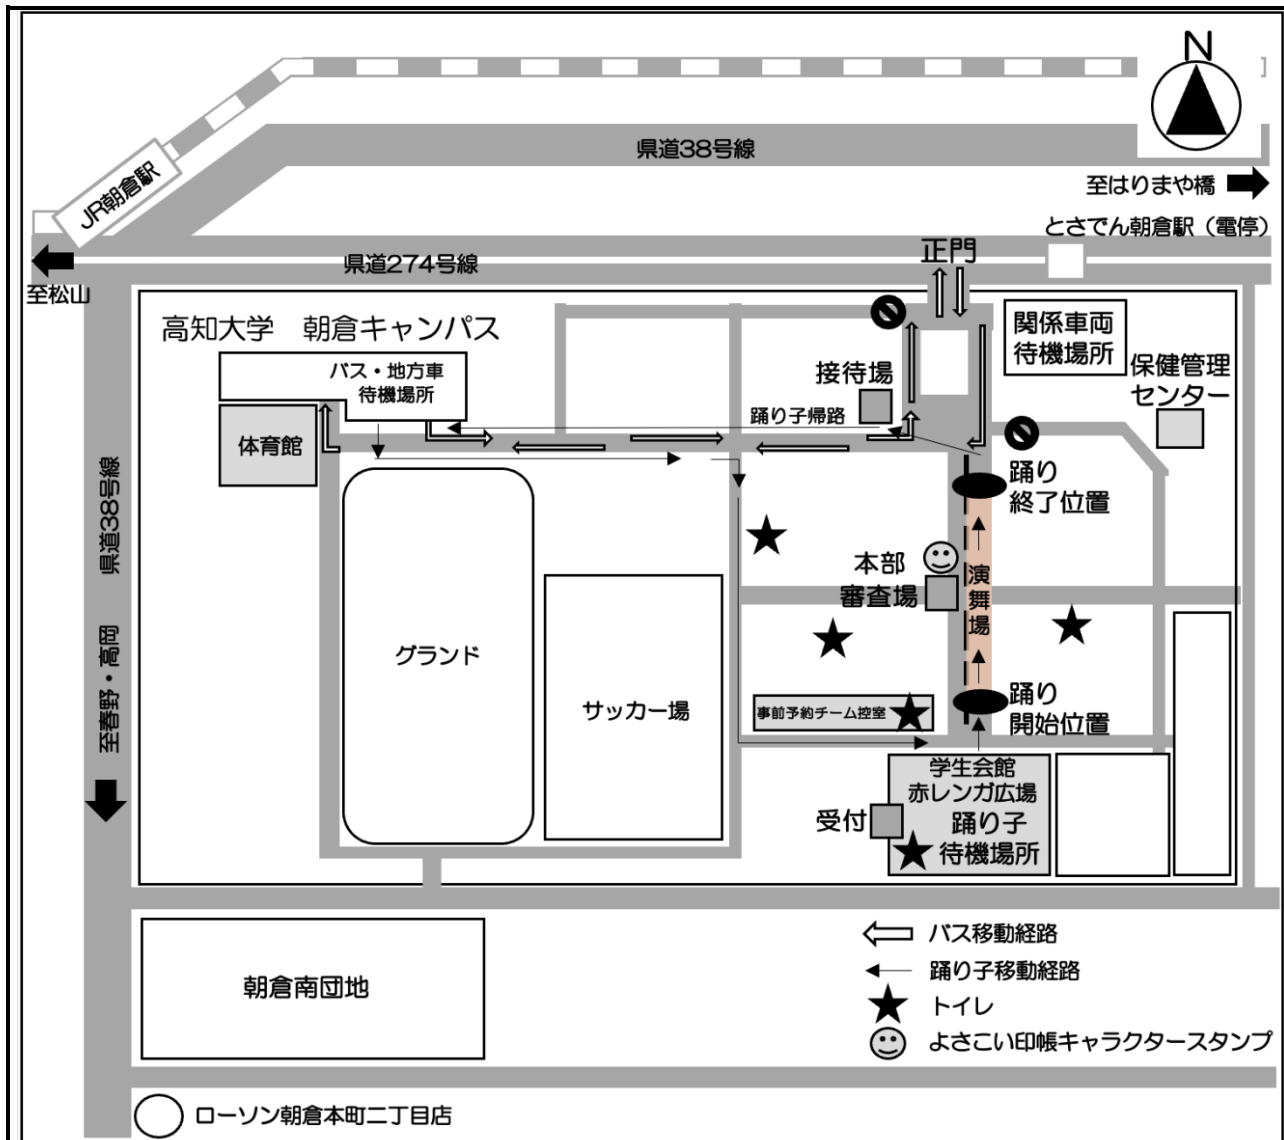 N
県道38号線
JR朝倉駅
至はりまや橋
とさでん朝倉駅（電停）
正門
県道274号線
至松山
高知大学　朝倉キャンパス
関係車両
待機場所
バス・地方車
待機場所
接待場
保健管理
センター
踊り子帰路
体育館
踊り
終了位置
県道38号線
本部
審査場
演舞場
至春野・高岡
グランド
サッカー場
事前予約チーム控室
踊り
開始位置
学生会館
赤レンガ広場
踊り子
待機場所
受付
バス移動経路
踊り子移動経路
トイレ
よさこい印帳キャラクタースタンプ
朝倉南団地
ローソン朝倉本町二丁目店